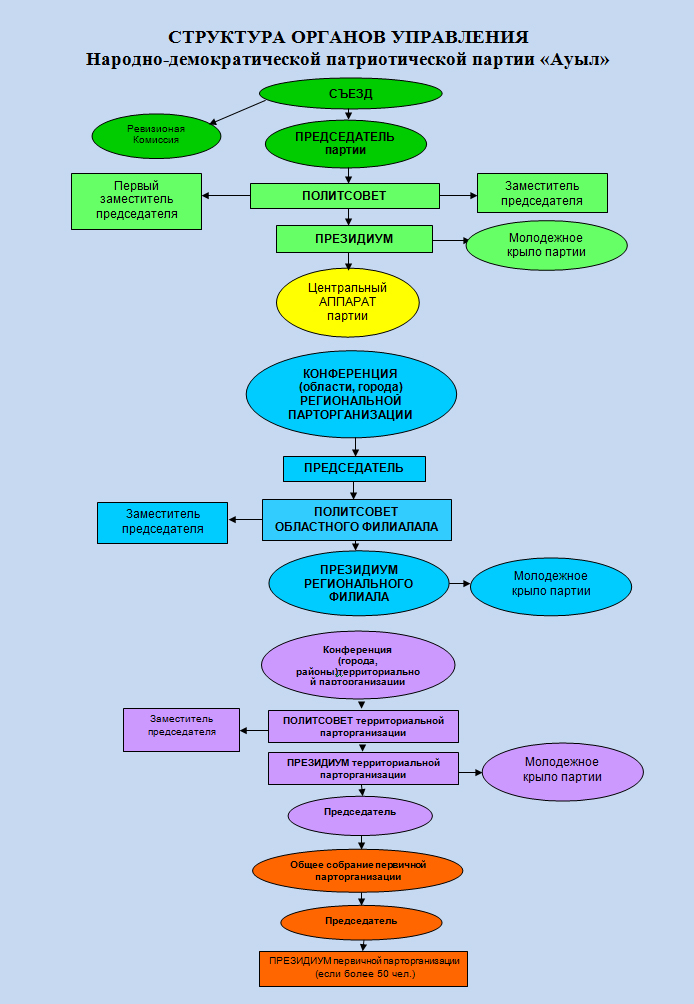 СТРУКТУРА ОРГАНОВ УПРАВЛЕНИЯ
Народно-демократической патриотической партии «Ауыл»
СЪЕЗД
Ревизионая
Комиссия
ПРЕДСЕДАТЕЛЬ
партии
Первый
заместитель
председателя
ПОЛИТСОВЕТ
Заместитель
председателя
ПРЕЗИДИУМ
Молодежное
крыло партии
Центральный
АППАРАТ
партии
КОНФЕРЕНЦИЯ
(области, города)
РЕГИОНАЛЬНОЙ
ПАРТОРГАНИЗАЦИИ
ПРЕДСЕДАТЕЛЬ
Заместитель
председателя
ПОЛИТСОВЕТ
ОБЛАСТНОГО ФИЛИАЛАЛА
ПРЕЗИДИУМ
РЕГИОНАЛЬНОГО
ФИЛИАЛА
Молодежное
крыло партии
Конференция
(города,
районы)территориально
й парторганизации
Заместитель
председателя
ПОЛИТСОВЕТ территориальной
парторганизации
ПРЕЗИДИУМ территориальной
парторганизации
Молодежное
крыло партии
Председатель
Общее собрание первичной
парторганизации
Председатель
ПРЕЗИДИУМ первичной парторганизации
(если более 50 чел.)